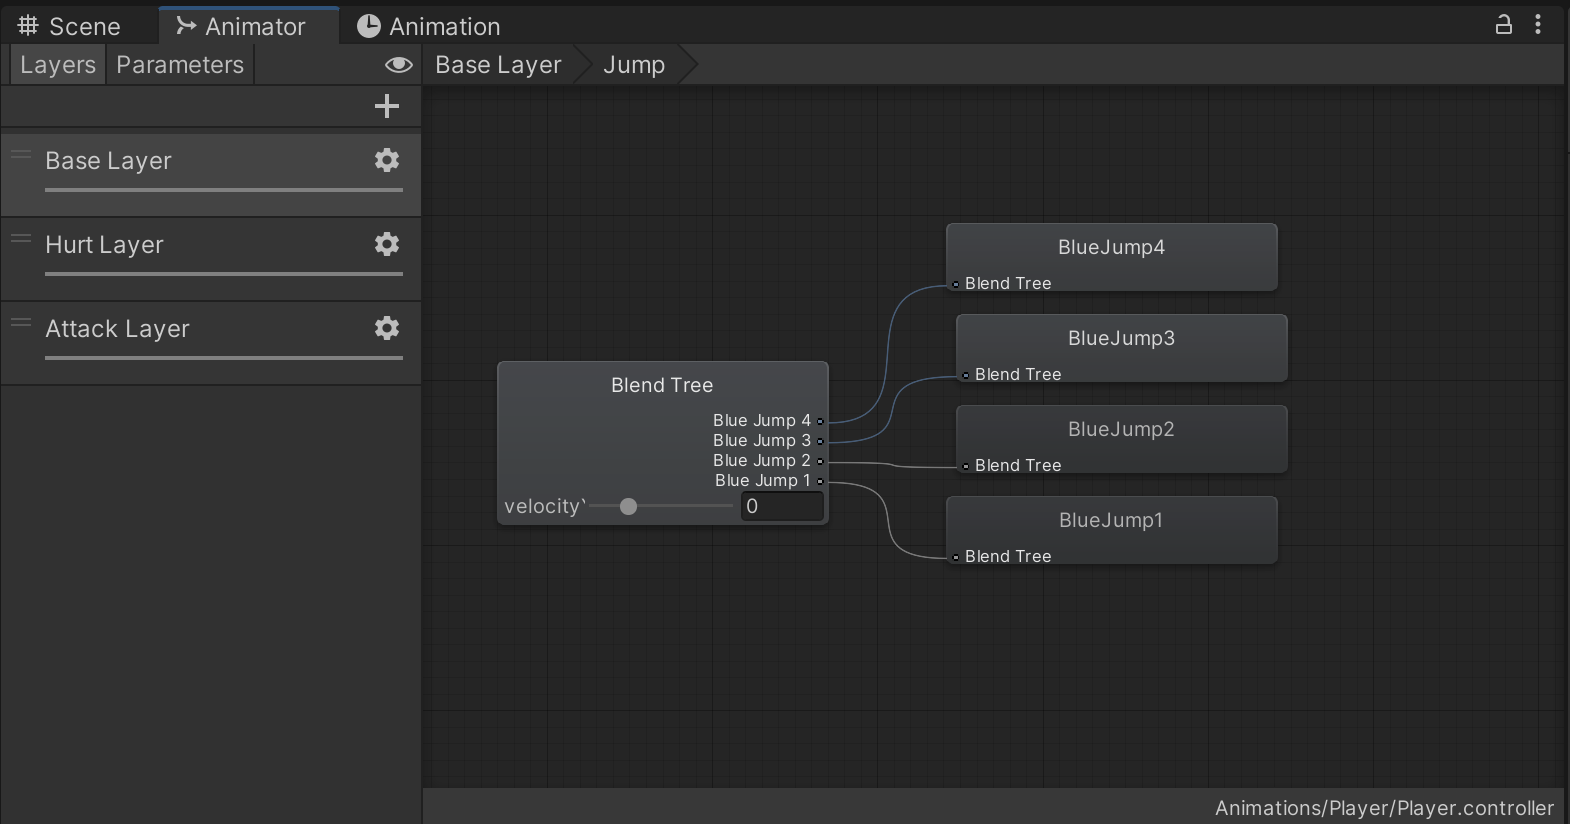 Scene Animator Animation
Layers Parameters Base Layer Jump
Base Layer
Hurt Layer
Attack Layer
BlueJump4
Blend Tree
BlueJump3
Blend Tree
BlueJump2
Blend Tree
BlueJump1
Blend Tree
Blend Tree
Blue Jump 4
Blue Jump 3
Blue Jump 2
Blue Jump 1
velocity 0
Animations/Player/Player.controller